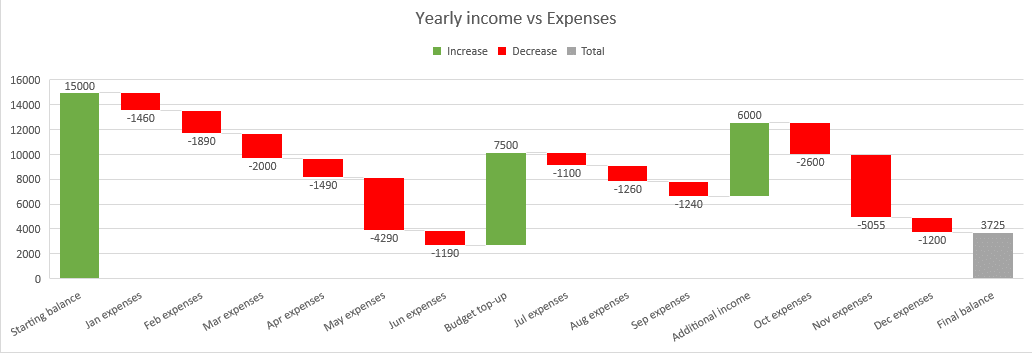 Yearly income vs Expenses
Increase Decrease Total
16000
14000
12000
10000
8000
6000
4000
2000
0
15000
-1460
-1890
-2000
-1490
-4290
-1190
7500
-1100
-1260
-1240
6000
-2600
-5055
-1200
3725
Starting balance
Jan expenses
Feb expenses
Mar expenses
Apr expenses
May expenses
Jun expenses
Budget top-up
Jul expenses
Aug expenses
Sep expenses
Additional income
Oct expenses
Nov expenses
Dec expenses
Final balance